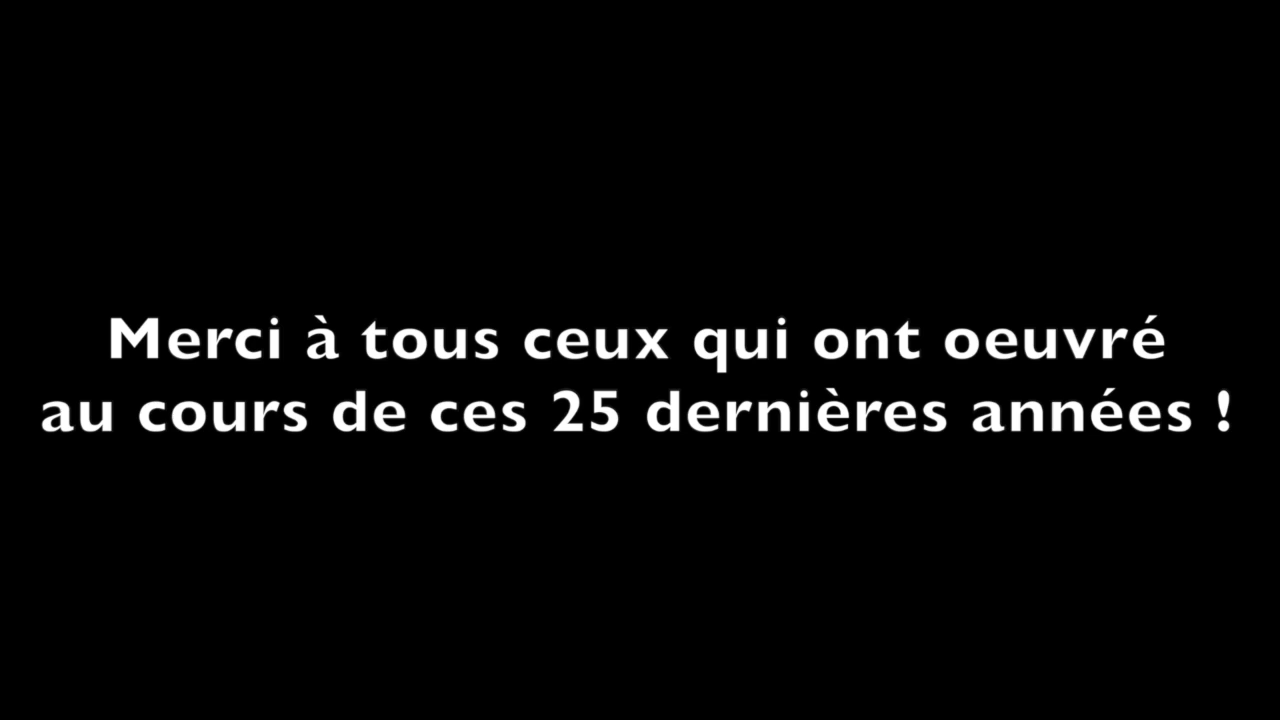 Merci à tous ceux qui ont oeuvré
au cours de ces 25 dernières années !